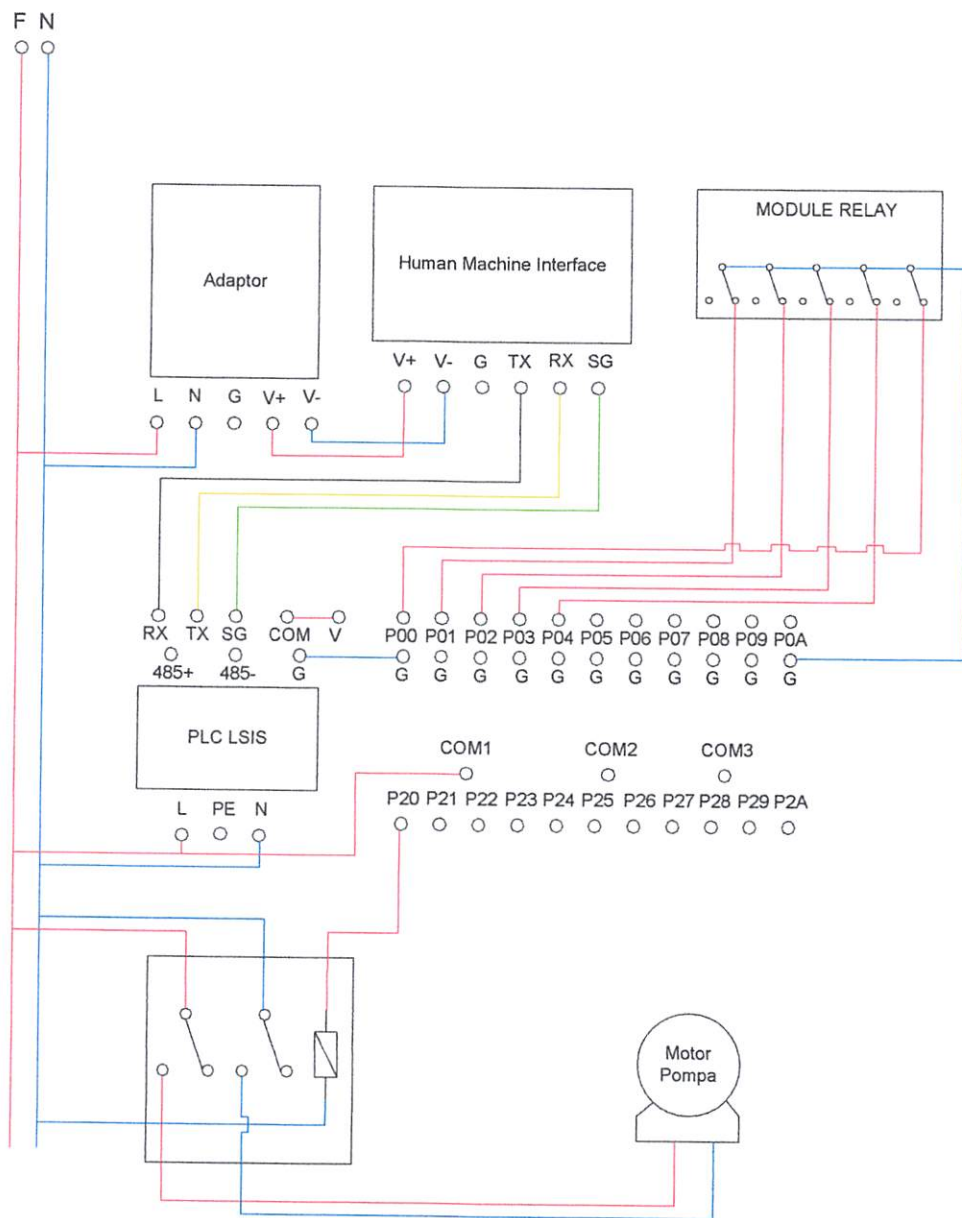 F N
MODULE RELAY
Adaptor
Human Machine Interface
V+ V- G TX RX SG
L N G V+ V-
RX TX SG COM V P00 P01 P02 P03 P04 P05 P06 P07 P08 P09 P0A
485+ 485- G G G G G G G G G G G G
PLC LSIS
COM1 COM2 COM3
P20 P21 P22 P23 P24 P25 P26 P27 P28 P29 P2A
L PE N
Motor
Pompa